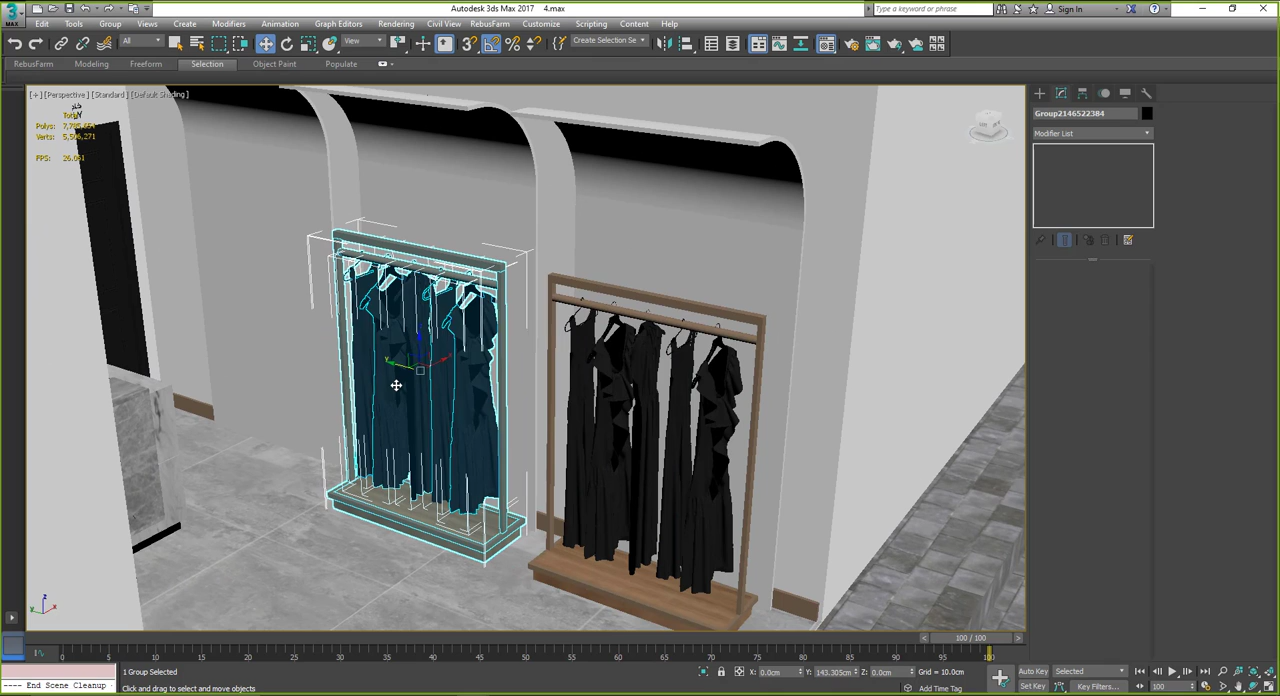 Autodesk 3ds Max 2017 4.max
Type a keyword or phrase
Sign In
Edit Tools Group Views Create Modifiers Animation Graph Editors Rendering Civil View RebusFarm Customize Scripting Content Help
All
View
Create Selection Se
RebusFarm Modeling Freeform Selection Object Paint Populate
[+] [Perspective] [Standard] [Default Shading]
Total
Polys:
Verts:
FPS:
Group2146522384
Modifier List
100 / 100
0 5 10 15 20 25 30 35 40 45 50 55 60 65 70 75 80 85 90 95 100
1 Group Selected
X: 0.0cm Y: 143.305cm Z: 0.0cm Grid = 10.0cm
Auto Key Selected
End Scene Cleanup -
Click and drag to select and move objects
Add Time Tag
Set Key Key Filters... 100